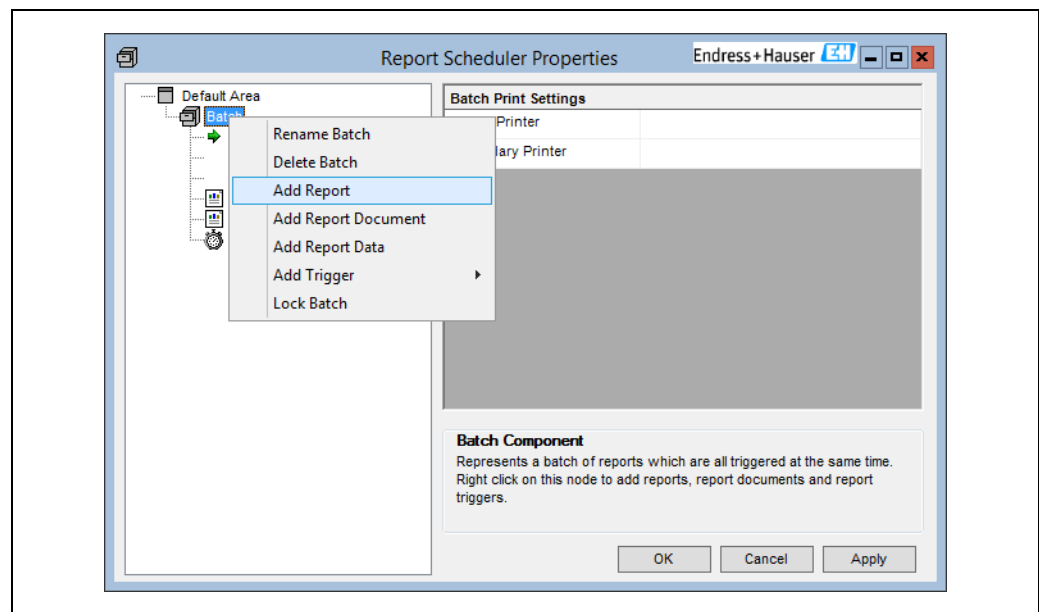 Report Scheduler Properties
Endress+Hauser EH
Default Area
Batch
Rename Batch
Delete Batch
Add Report
Add Report Document
Add Report Data
Add Trigger
Lock Batch
Batch Print Settings
Printer
lary Printer
Batch Component
Represents a batch of reports which are all triggered at the same time.
Right click on this node to add reports, report documents and report
triggers.
OK Cancel Apply